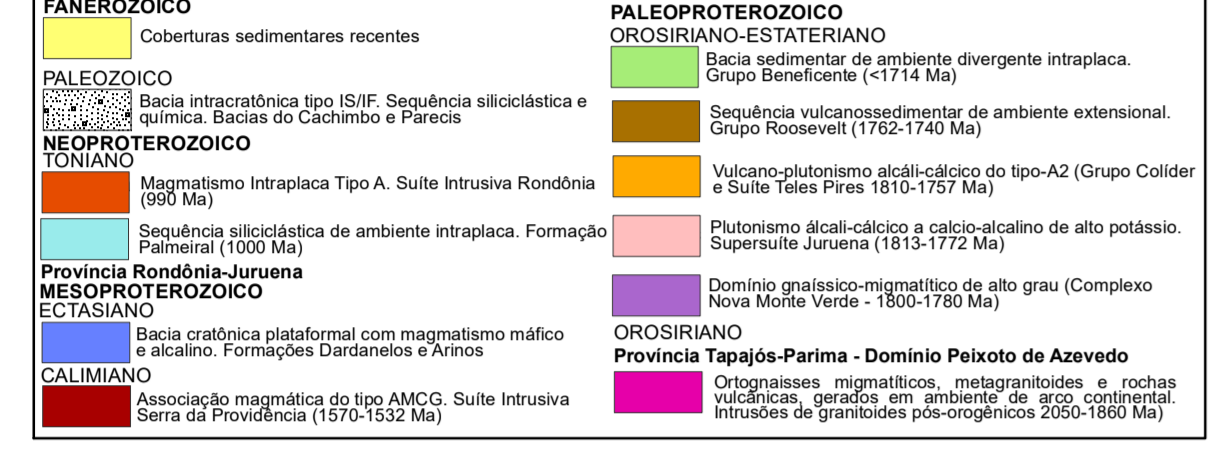 FANEROZOICO
Coberturas sedimentares recentes
PALEOZOICO
Bacia intracratônica tipo IS/IF. Sequência siliciclástica e
química. Bacias do Cachimbo e Parecis
NEOPROTEROZOICO
TONIANO
Magmatismo Intraplaca Tipo A. Suíte Intrusiva Rondônia
(990 Ma)
Sequência siliciclástica de ambiente intraplaca. Formação
Palmeiral (1000 Ma)
Província Rondônia-Juruena
MESOPROTEROZOICO
ECTASIANO
Bacia cratônica plataformal com magmatismo máfico
e alcalino. Formações Dardanelos e Arinos
CALIMIANO
Associação magmática do tipo AMCG. Suíte Intrusiva
Serra da Providência (1570-1532 Ma)
PALEOPROTEROZOICO
OROSIRIANO-ESTATERIANO
Bacia sedimentar de ambiente divergente intraplaca.
Grupo Beneficente (<1714 Ma)
Sequência vulcanossedimentar de ambiente extensional.
Grupo Roosevelt (1762-1740 Ma)
Vulcano-plutonismo alcáli-cálcico do tipo-A2 (Grupo Colíder
e Suíte Teles Pires 1810-1757 Ma)
Plutonismo álcali-cálcico a calcio-alcalino de alto potássio.
Supersuíte Juruena (1813-1772 Ma)
Domínio gnaíssico-migmatítico de alto grau (Complexo
Nova Monte Verde - 1800-1780 Ma)
OROSIRIANO
Província Tapajós-Parima - Domínio Peixoto de Azevedo
Ortognaisses migmatíticos, metagranitoides e rochas
vulcânicas, gerados em ambiente de arco continental.
Intrusões de granitoides pós-orogênicos 2050-1860 Ma)